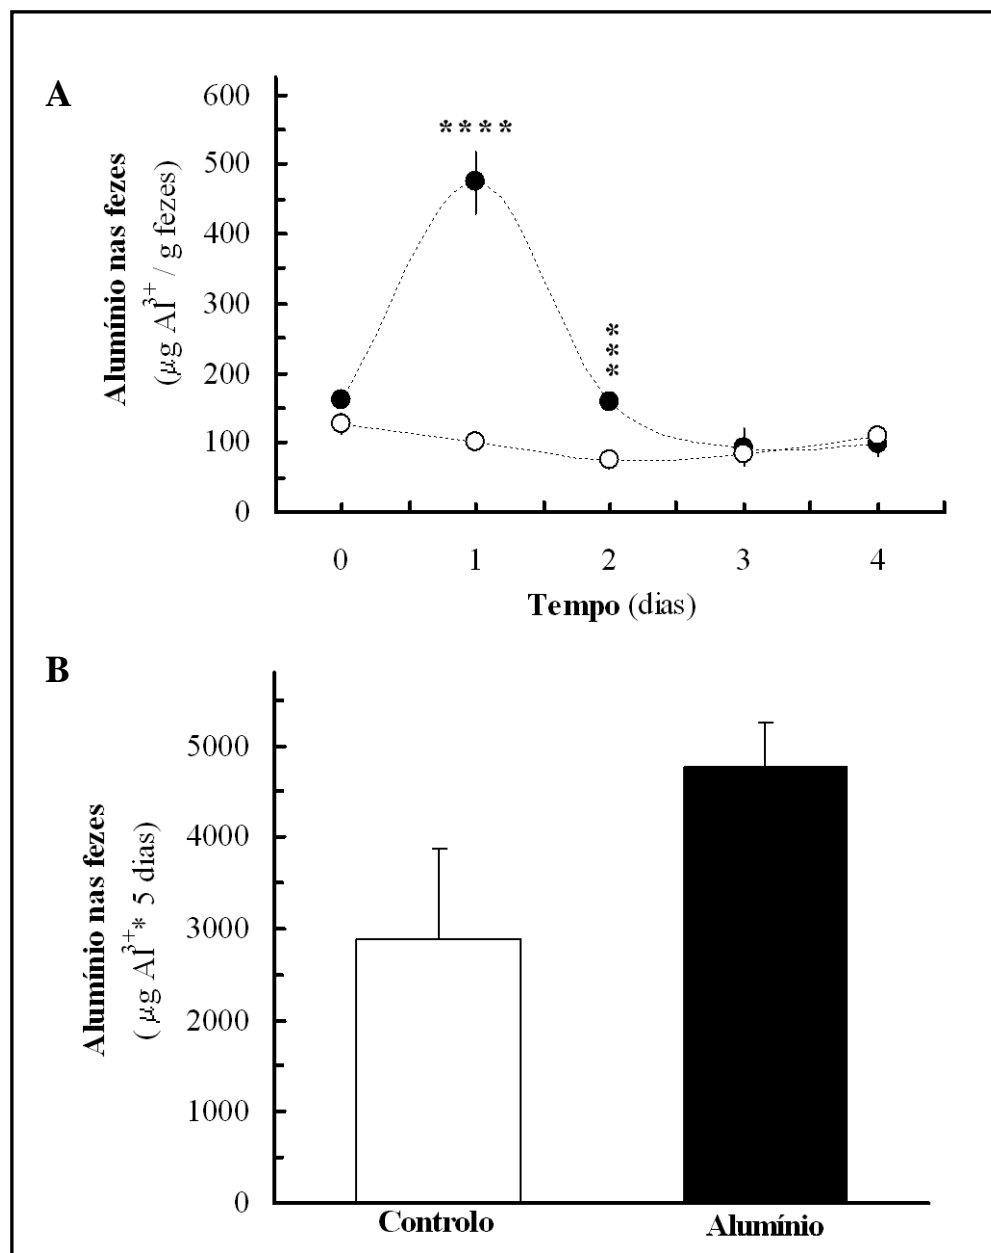 A
Alumínio nas fezes
(μg Al3+ / g fezes)
600
500
400
300
200
100
0
****
***
0 1 2 3 4
Tempo (dias)
B
Alumínio nas fezes
( μg Al3+* 5 dias)
5000
4000
3000
2000
1000
0
Controlo Alumínio